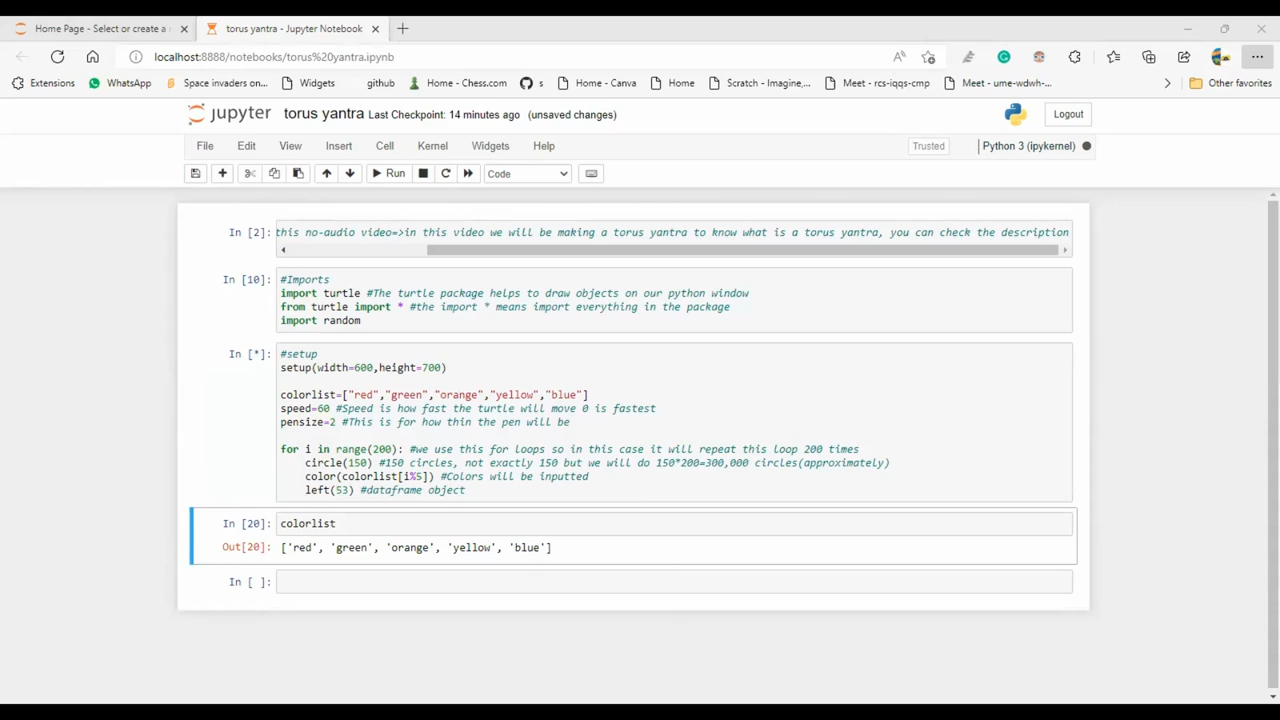 Home Page - Select or create a
torus yantra - Jupyter Notebook
localhost:8888/notebooks/torus%20yantra.ipynb
Extensions
WhatsApp
Space invaders on...
Widgets
github
Home - Chess.com
s
Home - Canva
Home
Scratch - Imagine,...
Meet - rcs-iqqs-cmp
Meet - ume-wdwh-...
Other favorites
jupyter torus yantra Last Checkpoint: 14 minutes ago (unsaved changes)
Logout
File Edit View Insert Cell Kernel Widgets Help
Trusted
Python 3 (ipykernel)
Run
Code
In [2]: this no-audio video=>in this video we will be making a torus yantra to know what is a torus yantra, you can check the description
In [10]: #Imports
import turtle #The turtle package helps to draw objects on our python window
from turtle import * #the import * means import everything in the package
import random
In [*]: #setup
setup(width=600,height=700)
colorlist=["red","green","orange","yellow","blue"]
speed=60 #Speed is how fast the turtle will move 0 is fastest
pensize=2 #This is for how thin the pen will be
for i in range(200): #we use this for loops so in this case it will repeat this loop 200 times
circle(150) #150 circles, not exactly 150 but we will do 150*200=300,000 circles(approximately)
color(colorlist[i%5]) #Colors will be inputted
left(53) #dataframe object
In [20]: colorlist
Out[20]: ['red', 'green', 'orange', 'yellow', 'blue']
In [ ]: